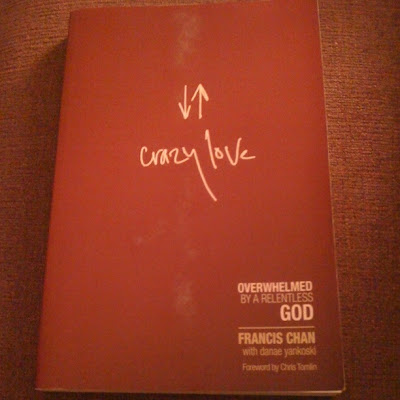 crazy love
OVERWHELMED
BY A RELENTLESS
GOD
FRANCIS CHAN
with danae yankoski
Foreword by Chris Tomlin